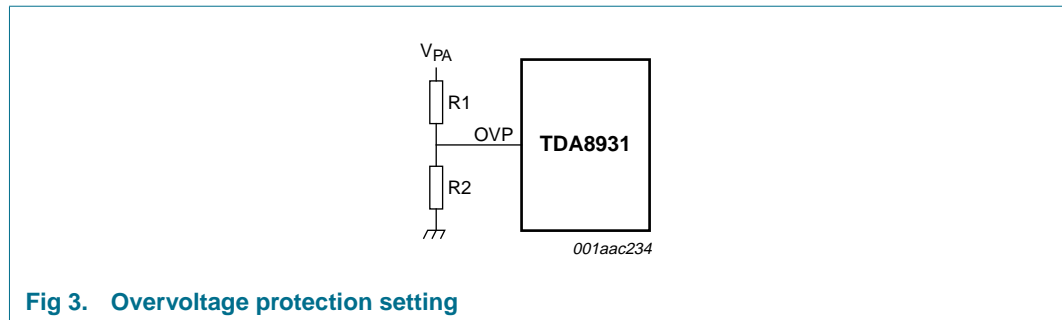 VPA
R1
OVP
TDA8931
R2
001aac234
Fig 3. Overvoltage protection setting